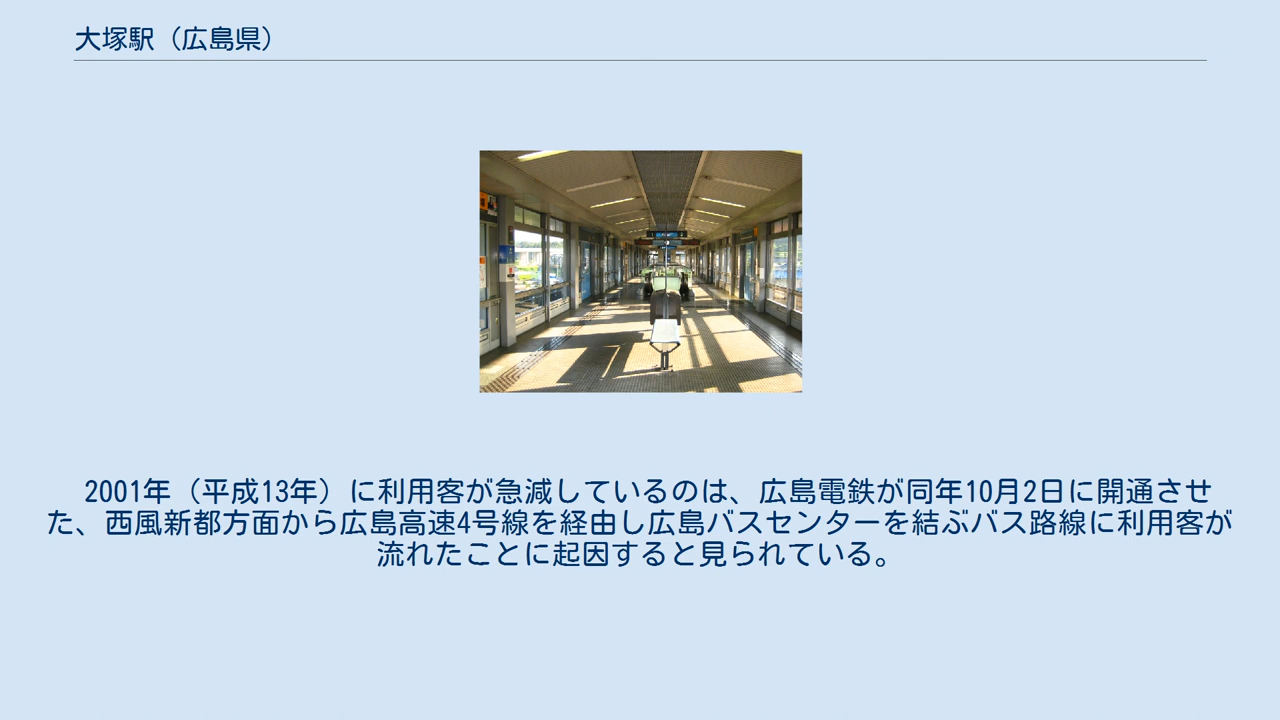 大塚駅（広島県）
2001年（平成13年）に利用客が急減しているのは、広島電鉄が同年10月2日に開通させ
た、西風新都方面から広島高速4号線を経由し広島バスセンターを結ぶバス路線に利用客が
流れたことに起因すると見られている。